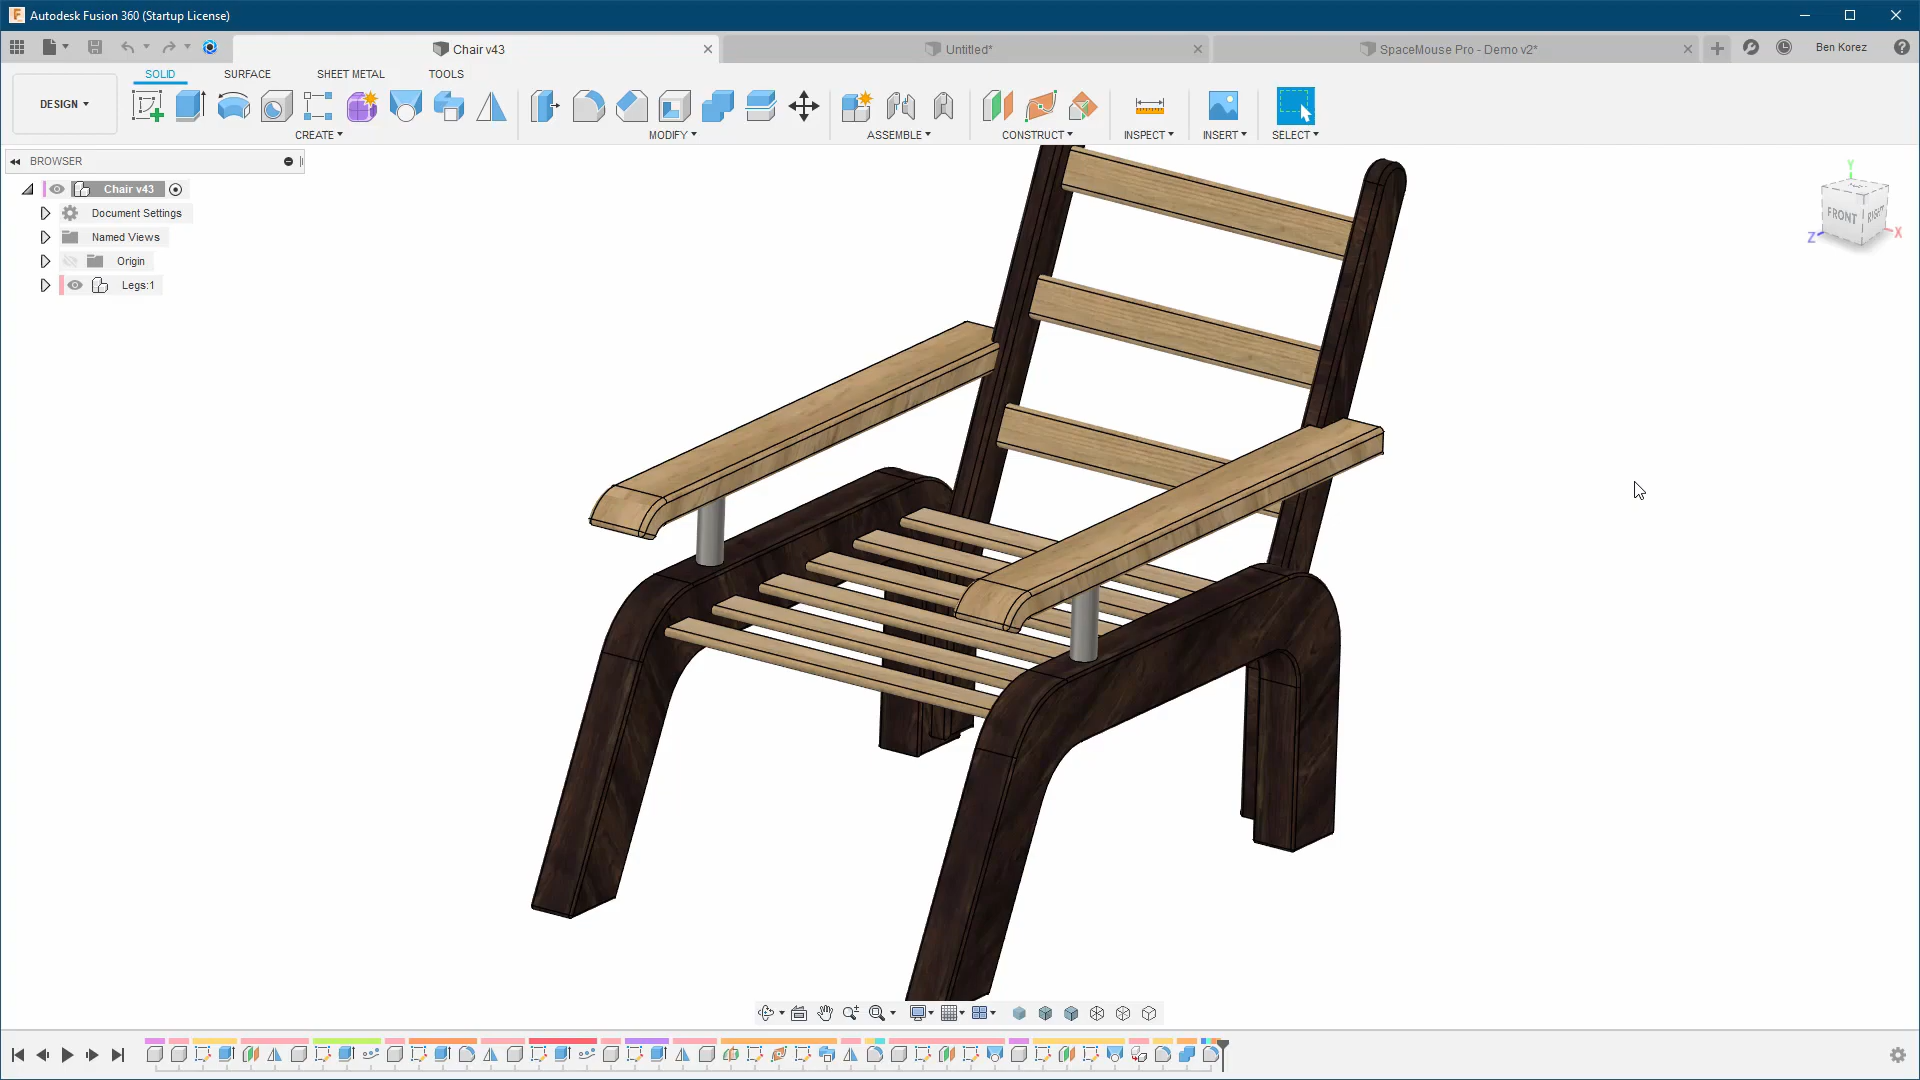 Autodesk Fusion 360 (Startup License)
Chair v43
Untitled*
SpaceMouse Pro - Demo v2*
Ben Korez
DESIGN
SOLID
SURFACE
SHEET METAL
TOOLS
CREATE
MODIFY
ASSEMBLE
CONSTRUCT
INSPECT
INSERT
SELECT
BROWSER
Chair v43
Document Settings
Named Views
Origin
Legs:1
Y
FRONT
RIGHT
Z
X